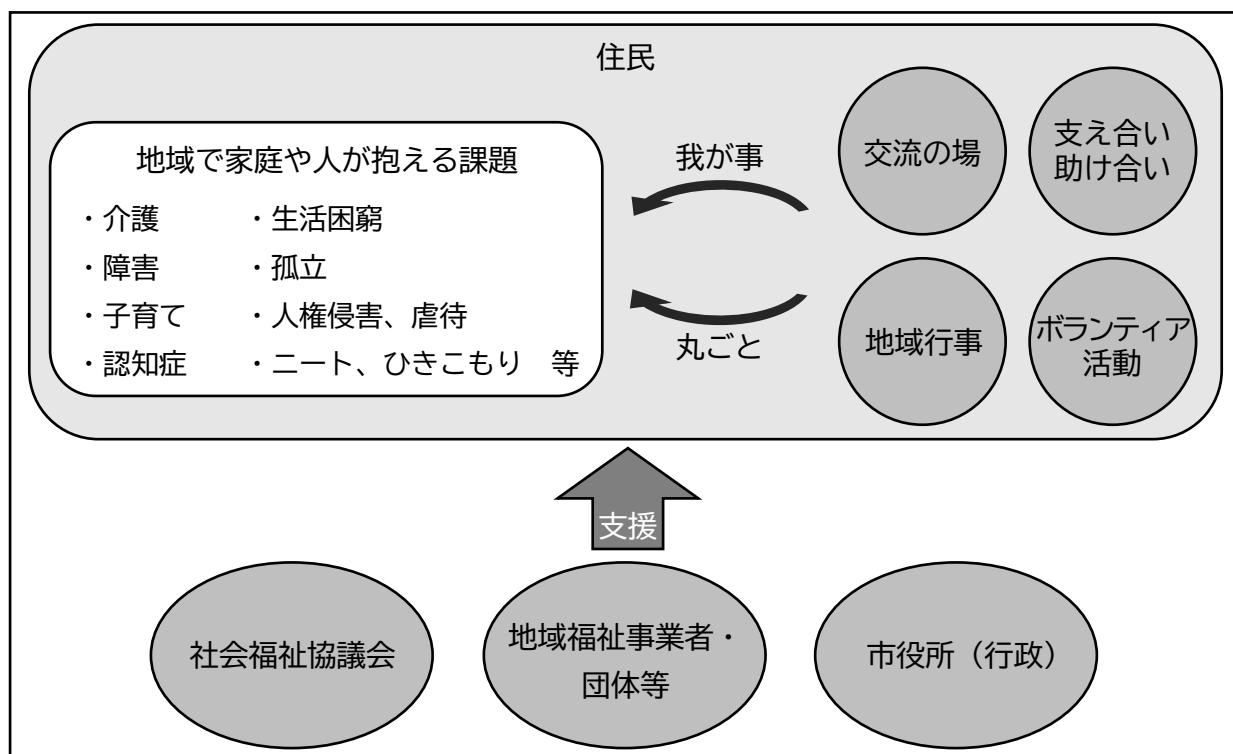 住民
地域で家庭や人が抱える課題
・介護 ・生活困窮
・障害 ・孤立
・子育て ・人権侵害、虐待
・認知症 ・ニート、ひきこもり 等
我が事
丸ごと
交流の場
支え合い
助け合い
地域行事
ボランティア
活動
支援
社会福祉協議会
地域福祉事業者・
団体等
市役所（行政）